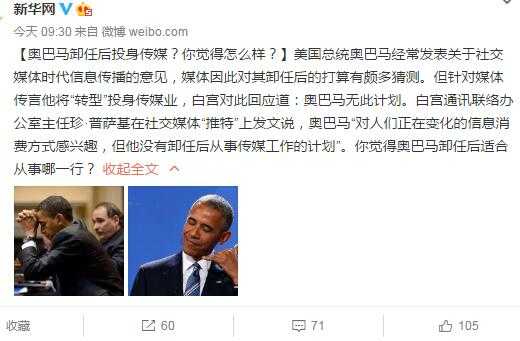 新华网
今天 09:30 来自 微博 weibo.com
【奥巴马卸任后投身传媒？你觉得怎么样？】美国总统奥巴马经常发表关于社交
媒体时代信息传播的意见，媒体因此对其卸任后的打算有颇多猜测。但针对媒体
传言他将“转型”投身传媒业，白宫对此回应道：奥巴马无此计划。白宫通讯联络办
公室主任珍·普萨基在社交媒体“推特”上发文说，奥巴马“对人们正在变化的信息消
费方式感兴趣，但他没有卸任后从事传媒工作的计划”。你觉得奥巴马卸任后适合
从事哪一行？ 收起全文
收藏 60 71 105